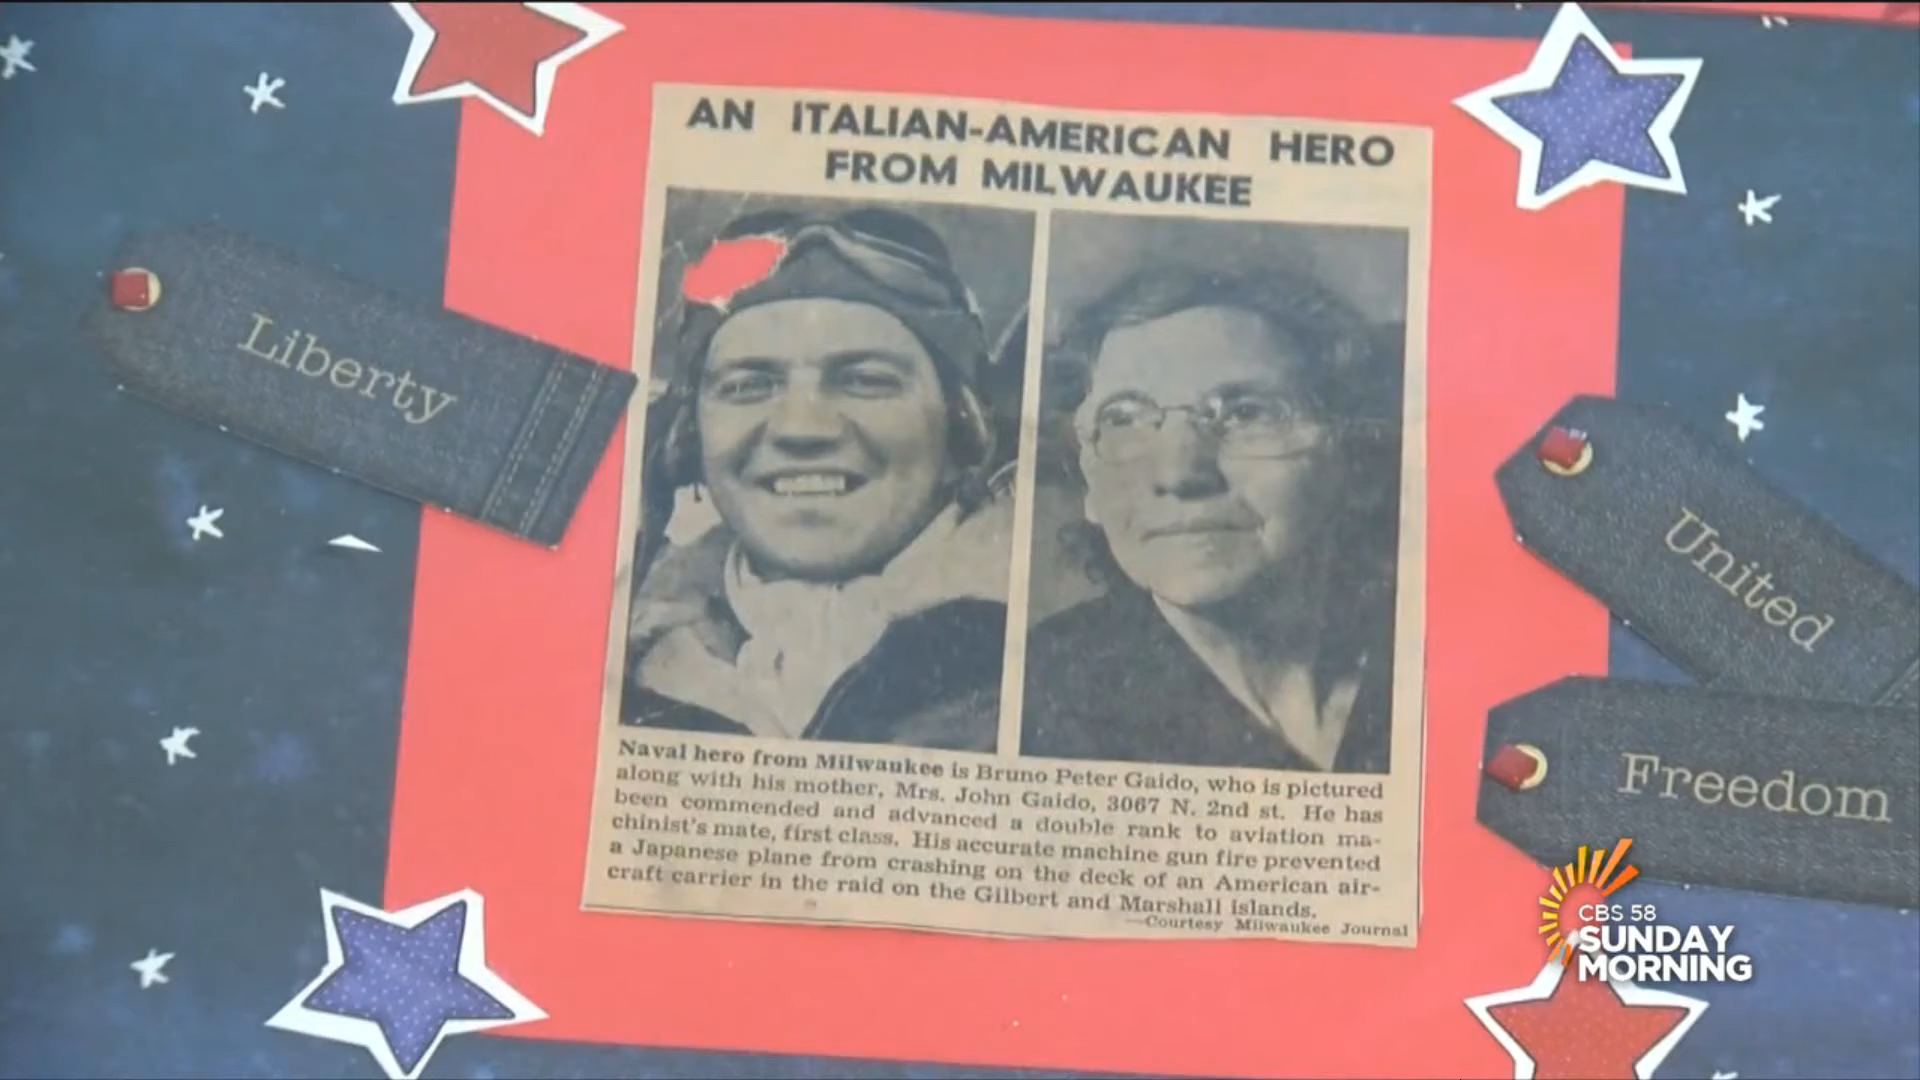 AN ITALIAN-AMERICAN HERO
FROM MILWAUKEE
Liberty
United
Freedom
Naval hero from Milwaukee is Bruno Peter Gaido, who is pictured
along with his mother, Mrs. John Gaido, 3067 N. 2nd st. He has
been commended and advanced a double rank to aviation ma-
chinist's mate, first class. His accurate machine gun fire prevented
a Japanese plane from crashing on the deck of an American air-
craft carrier in the raid on the Gilbert and Marshall islands.
—Courtesy Milwaukee Journal
CBS 58
SUNDAY
MORNING